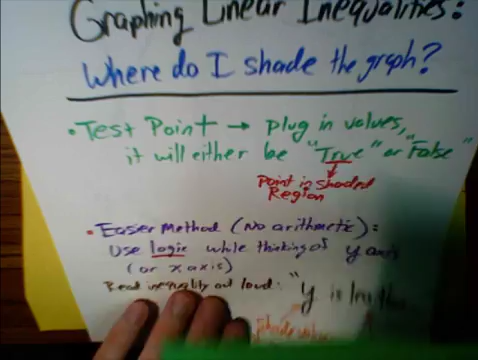 Graphing Linear Inequalities:
Where do I shade the graph?
• Test Point → plug in values,
it will either be "True" or "False"
Point in Shaded
Region
• Easer Method (No arithmetic):
Use logic while thinking of y axis
(or x axis)
Read inequality out loud: "y is less